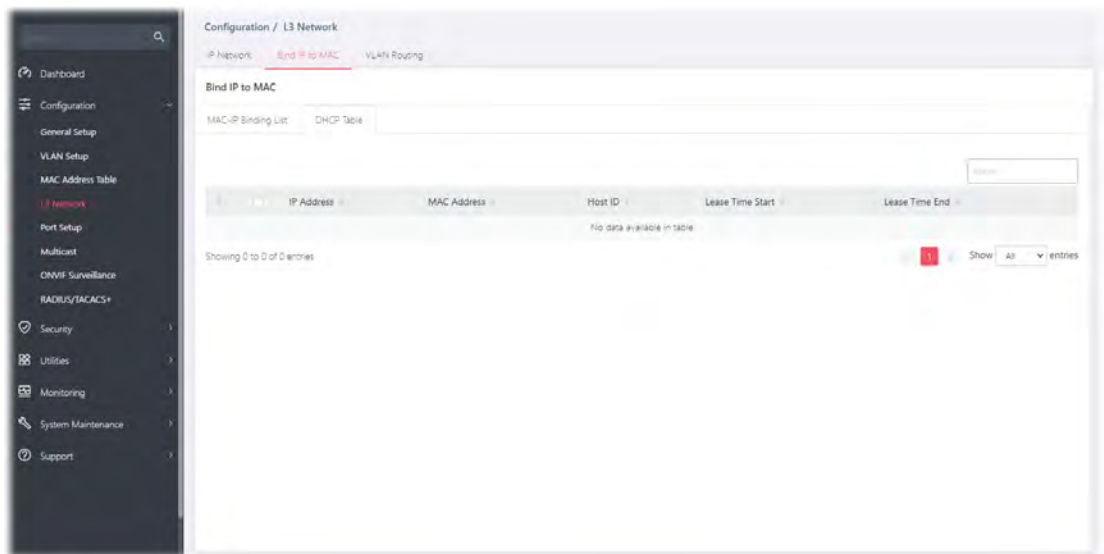 Configuration / L3 Network
IP Network Bind IP to MAC VLAN Routing
Dashboard
Configuration
General Setup
VLAN Setup
MAC Address Table
L3 Network
Port Setup
Multicast
ONVIF Surveillance
RADIUS/TACACS+
Security
Utilities
Monitoring
System Maintenance
Support
Bind IP to MAC
MAC-IP Binding List DHCP Table
IP Address MAC Address Host ID Lease Time Start Lease Time End
No data available in table
Showing 0 to 0 of 0 entries
1 Show All entries